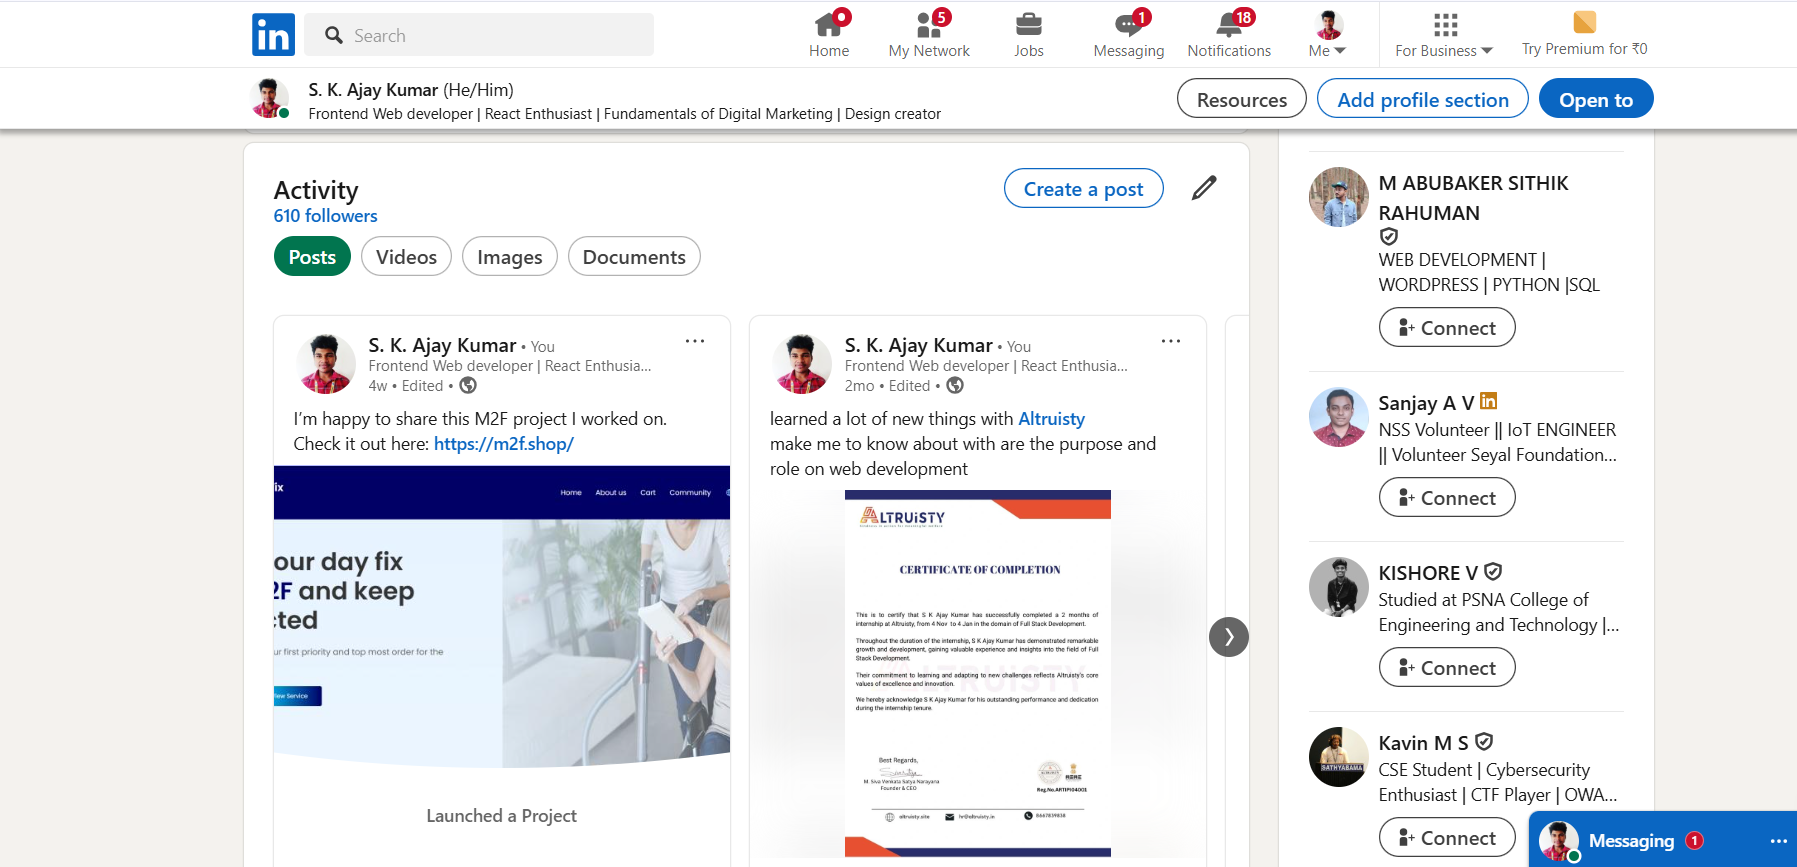 in
Search
Home
My Network
5
Jobs
Messaging
1
Notifications
18
Me
For Business
Try Premium for ₹0
S. K. Ajay Kumar (He/Him)
Frontend Web developer | React Enthusiast | Fundamentals of Digital Marketing | Design creator
Resources
Add profile section
Open to
Activity
610 followers
Create a post
Posts
Videos
Images
Documents
S. K. Ajay Kumar • You
Frontend Web developer | React Enthusia...
4w • Edited •
I'm happy to share this M2F project I worked on.
Check it out here: https://m2f.shop/
ix
Home About us Cart Community
our day fix
2F and keep
cted
ur first priority and top most order for the
ew Service
Launched a Project
S. K. Ajay Kumar • You
Frontend Web developer | React Enthusia...
2mo • Edited •
learned a lot of new things with Altruisty
make me to know about with are the purpose and
role on web development
ALTRUiSTY
CERTIFICATE OF COMPLETION
This is to certify that S K Ajay Kumar has successfully completed a 2 months of
internship at Altruisty, from 4 Nov to 4 Jan in the domain of Full Stack Development.
Throughout the duration of the internship, S K Ajay Kumar has demonstrated remarkable
growth and development, gaining valuable experience and insights into the field of Full
Stack Development.
Their commitment to learning and adapting to new challenges reflects Altruisty's core
values of excellence and innovation.
We hereby acknowledge S K Ajay Kumar for his outstanding performance and dedication
during the internship tenure.
ALTRUiSTY
Best Regards,
M. Siva Venkata Satya Narayana
Founder & CEO
Reg.No.ARTIPI04001
altruisty.site
hr@altruisty.in
8667839838
M ABUBAKER SITHIK
RAHUMAN
WEB DEVELOPMENT |
WORDPRESS | PYTHON |SQL
Connect
Sanjay A V in
NSS Volunteer || IoT ENGINEER
|| Volunteer Seyal Foundation...
Connect
KISHORE V
Studied at PSNA College of
Engineering and Technology |...
Connect
Kavin M S
SATHYABAMA
CSE Student | Cybersecurity
Enthusiast | CTF Player | OWA...
Connect
Messaging 1